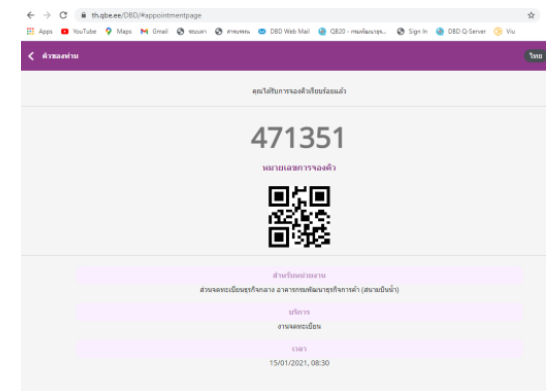 th.qbe.ee/DBD/#appointmentpage
Apps YouTube Maps Gmail DBD Web Mail Sign In DBD Q-Server Viu
ตั๋วของท่าน ไทย
คุณได้รับการจองคิวเรียบร้อยแล้ว
471351
หมายเลขการจองคิว
สำหรับหน่วยงาน
ส่วนจดทะเบียนธุรกิจกลาง อาคารกรมพัฒนาธุรกิจการค้า (สนามบินน้ำ)
บริการ
งานจดทะเบียน
เวลา
15/01/2021, 08:30